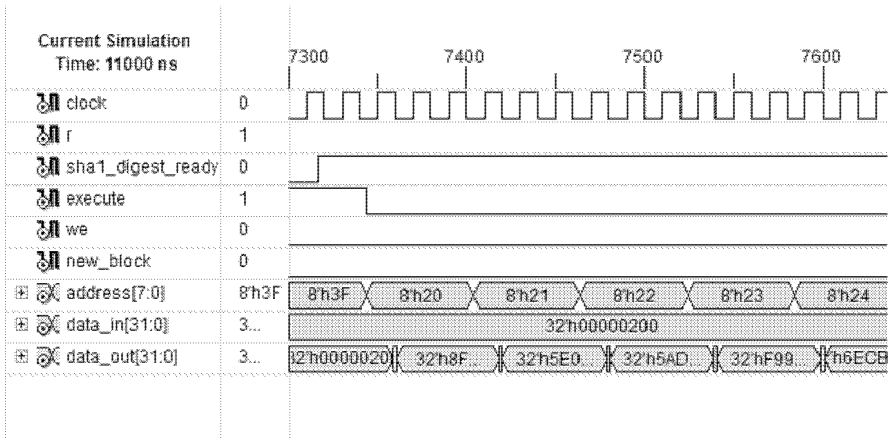 Current Simulation
Time: 11000 ns
7300 7400 7500 7600
clock 0
r 1
sha1_digest_ready 0
execute 1
we 0
new_block 0
address[7:0] 8'h3F 8'h3F 8'h20 8'h21 8'h22 8'h23 8'h24
data_in[31:0] 3... 32'h00000200
data_out[31:0] 3... 32'h0000020 32'h8F... 32'h5E0... 32'h5AD... 32'hF99... 'h6ECB